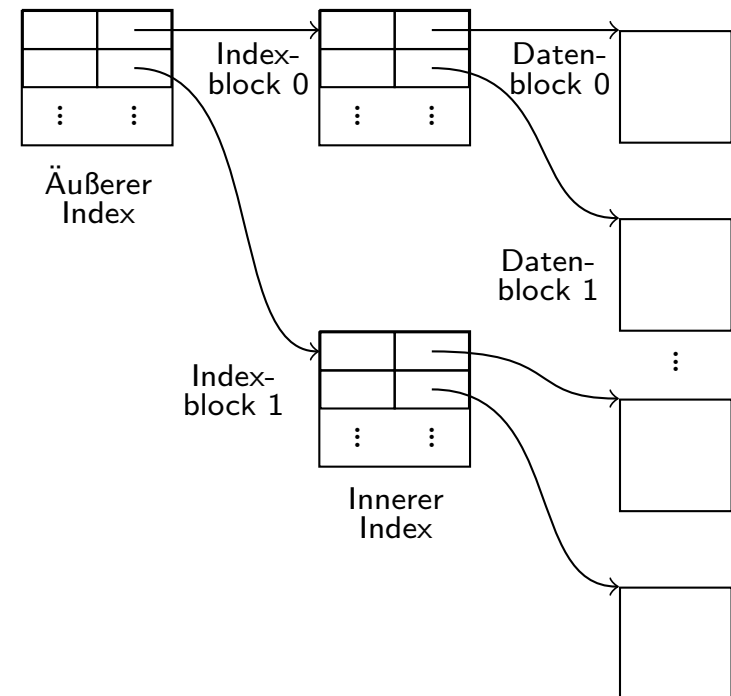 Index-
block 0
Daten-
block 0
Äußerer
Index
Daten-
block 1
Index-
block 1
Innerer
Index